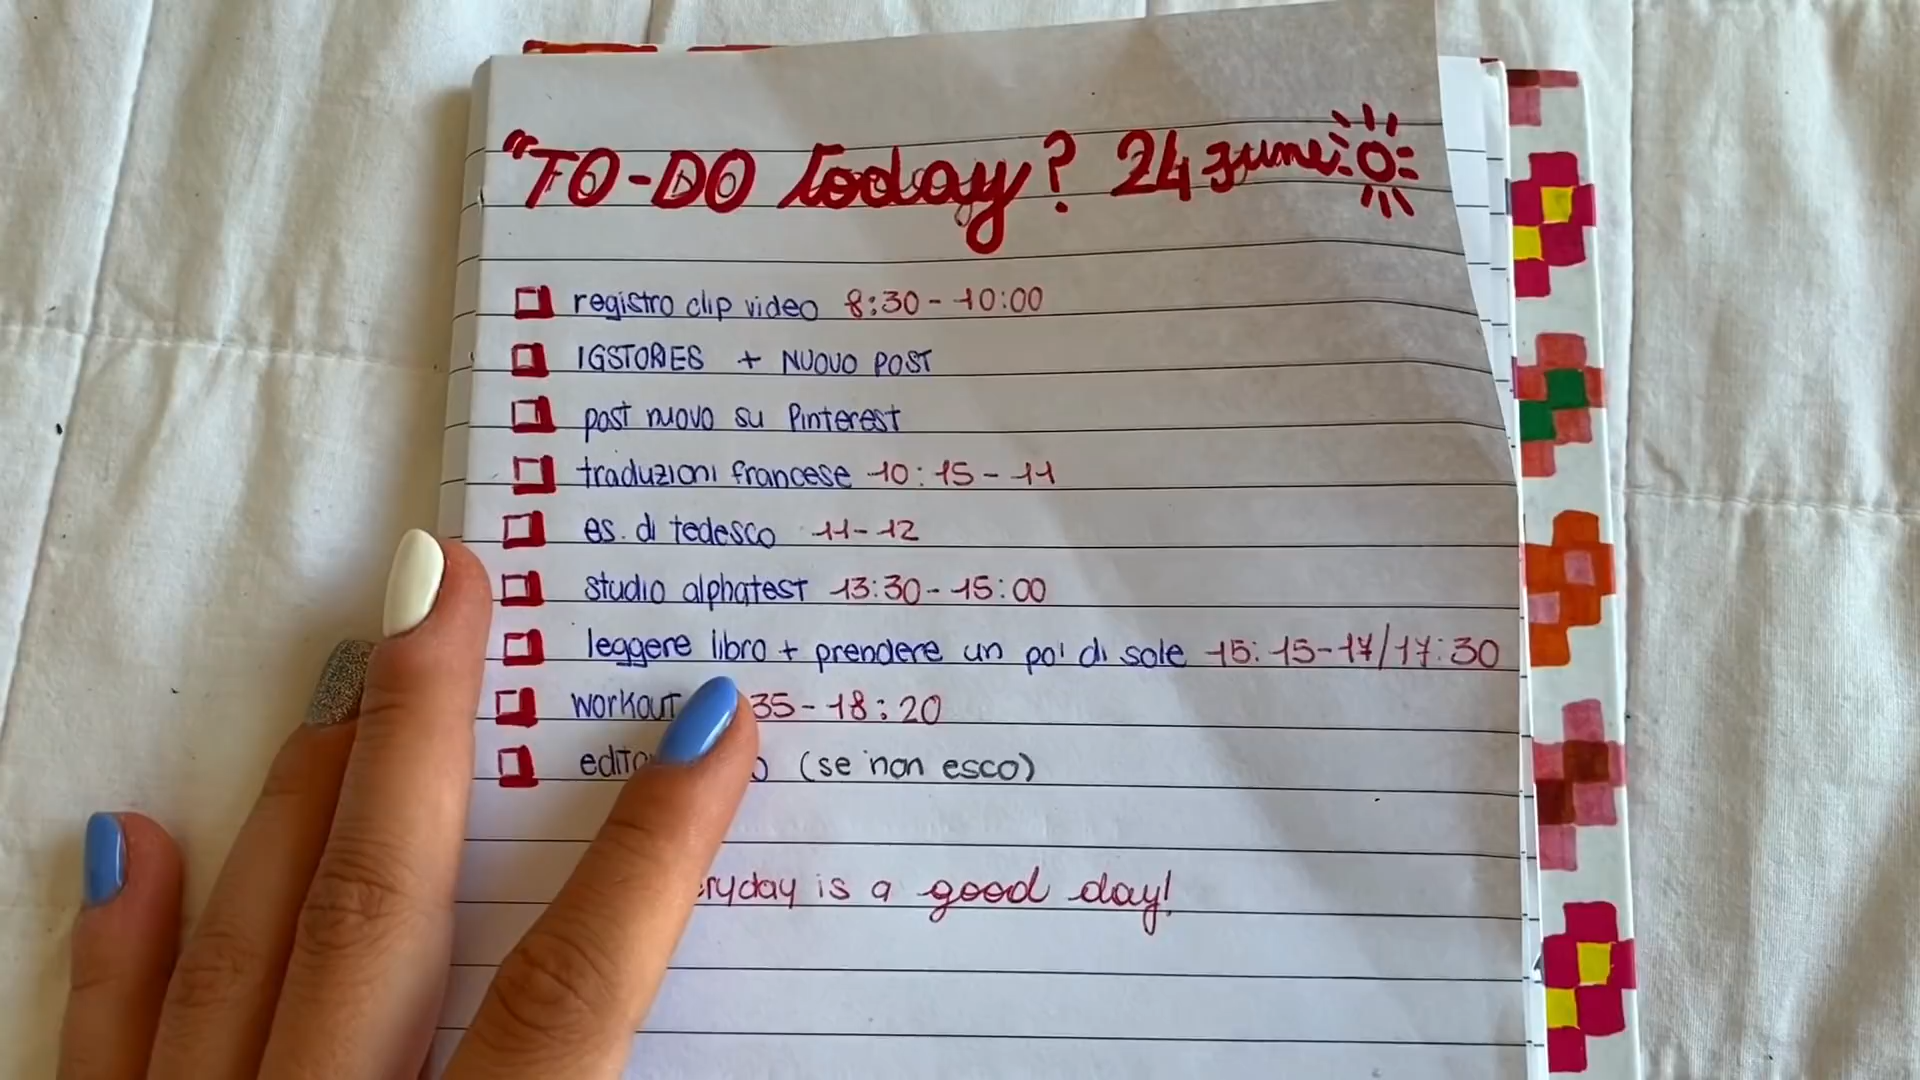 "TO-DO today? 24 June
registro clip video 8:30-10:00
IGSTORIES + NUOVO POST
post nuovo su Pinterest
traduzioni francese 10:15-11
es. di tedesco 11-12
studio alphatest 13:30-15:00
leggere libro + prendere un po' di sole 15:15-17/17:30
workout 35-18:20
(se non esco)
is a good day!